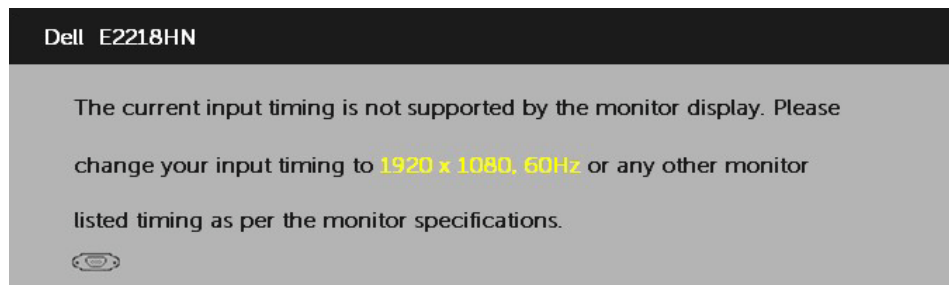 Dell E2218HN
The current input timing is not supported by the monitor display. Please
change your input timing to 1920 x 1080, 60Hz or any other monitor
listed timing as per the monitor specifications.